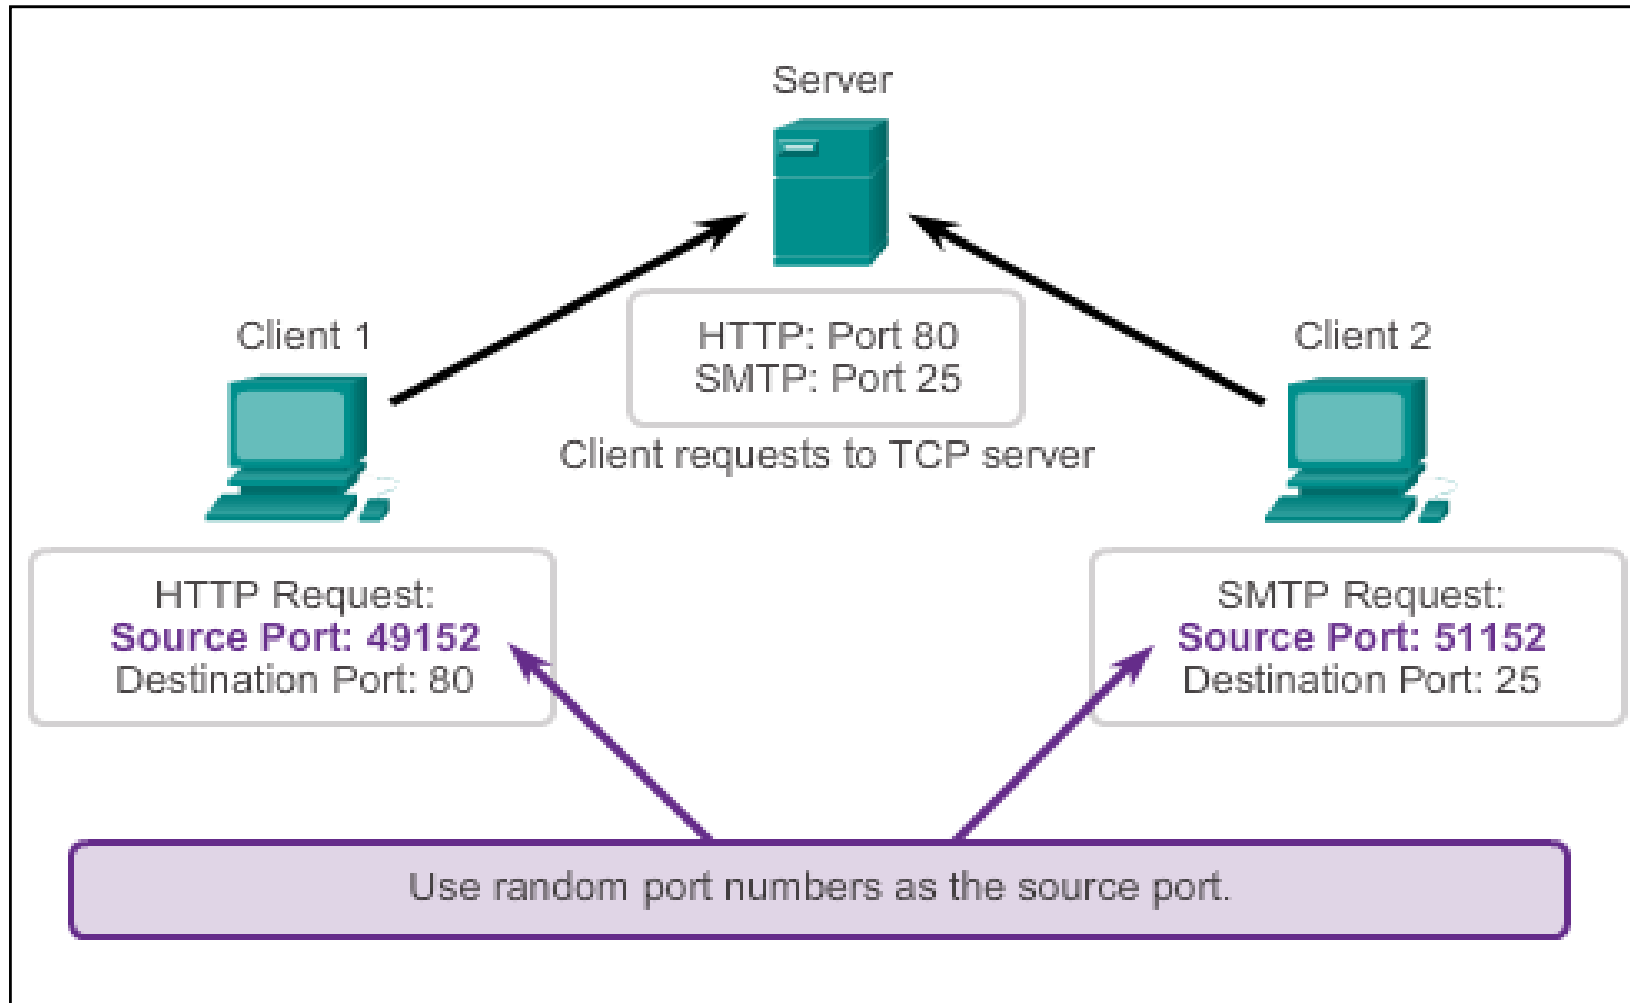 Server
HTTP: Port 80
SMTP: Port 25
Client requests to TCP server
Client 1
HTTP Request:
Source Port: 49152
Destination Port: 80
Client 2
SMTP Request:
Source Port: 51152
Destination Port: 25
Use random port numbers as the source port.